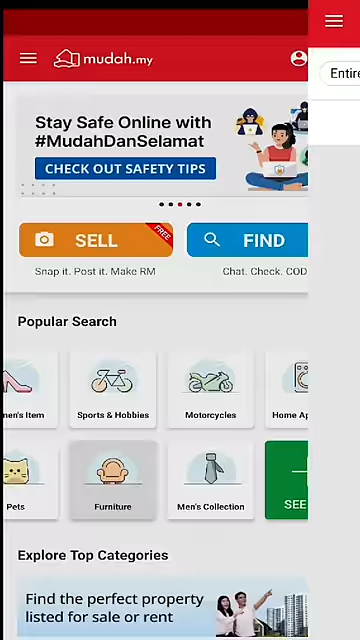 mudah.my
Entire
Stay Safe Online with
#MudahDanSelamat
CHECK OUT SAFETY TIPS
SELL
FREE
FIND
Snap it. Post it. Make RM
Chat. Check. COD
Popular Search
men's Item
Sports & Hobbies
Motorcycles
Home Ap
Pets
Furniture
Men's Collection
SEE
Explore Top Categories
Find the perfect property
listed for sale or rent